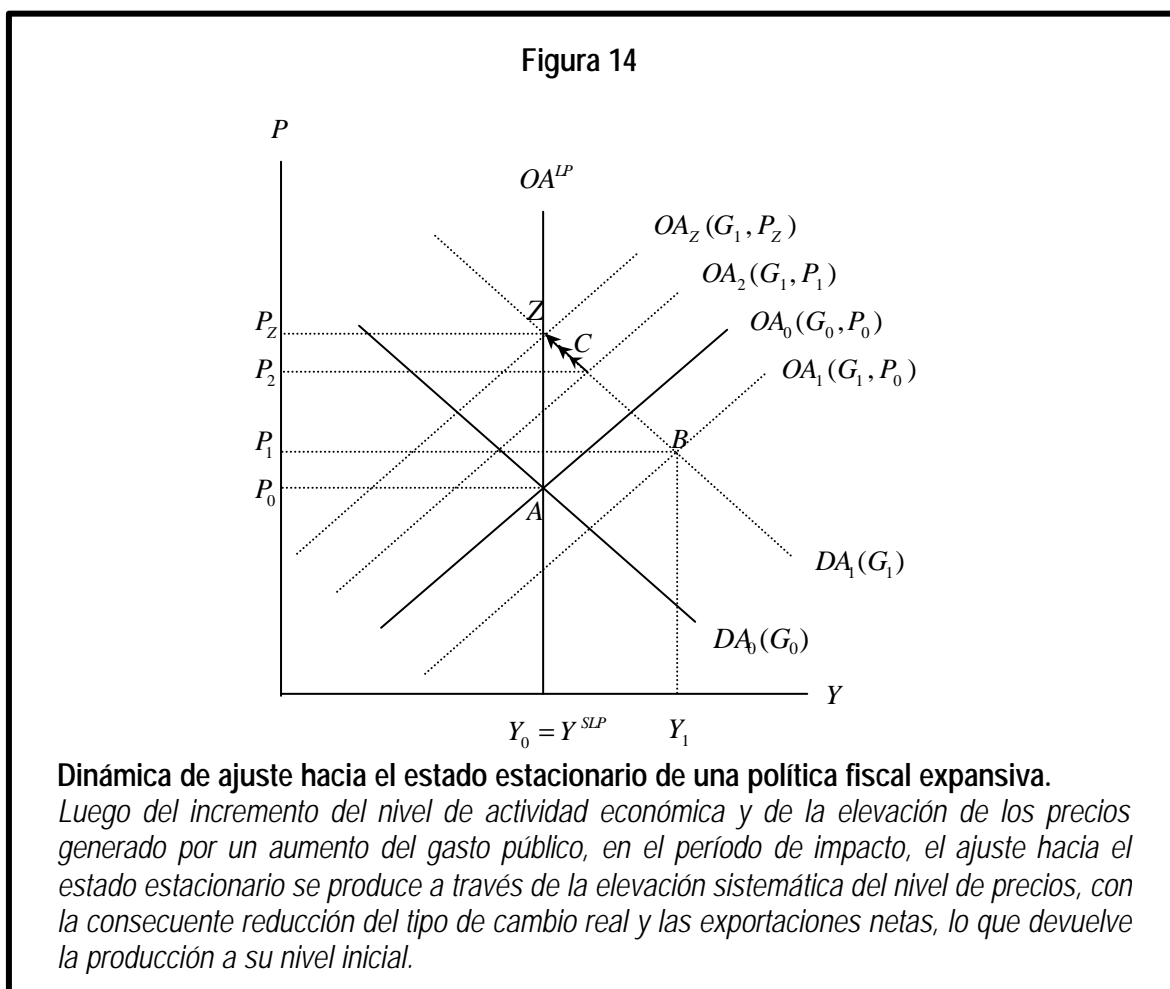 Figura 14
P
OA^LP
OA_Z(G_1, P_Z)
OA_2(G_1, P_1)
Z
OA_0(G_0, P_0)
P_Z
C
OA_1(G_1, P_0)
P_2
B
P_1
P_0
A
DA_1(G_1)
DA_0(G_0)
Y
Y_0 = Y^SLP
Y_1
Dinámica de ajuste hacia el estado estacionario de una política fiscal expansiva.
Luego del incremento del nivel de actividad económica y de la elevación de los precios
generado por un aumento del gasto público, en el período de impacto, el ajuste hacia el
estado estacionario se produce a través de la elevación sistemática del nivel de precios, con
la consecuente reducción del tipo de cambio real y las exportaciones netas, lo que devuelve
la producción a su nivel inicial.